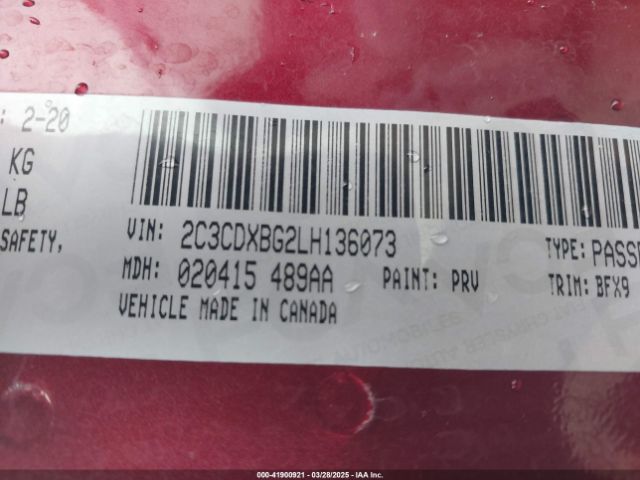 : 2-20
KG
LB
SAFETY,
VIN: 2C3CDXBG2LH136073
TYPE: PASSE
MDH: 020415 489AA PAINT: PRV TRIM: BFX9
VEHICLE MADE IN CANADA
000-41900921 | 03/28/2025 | IAA Inc.